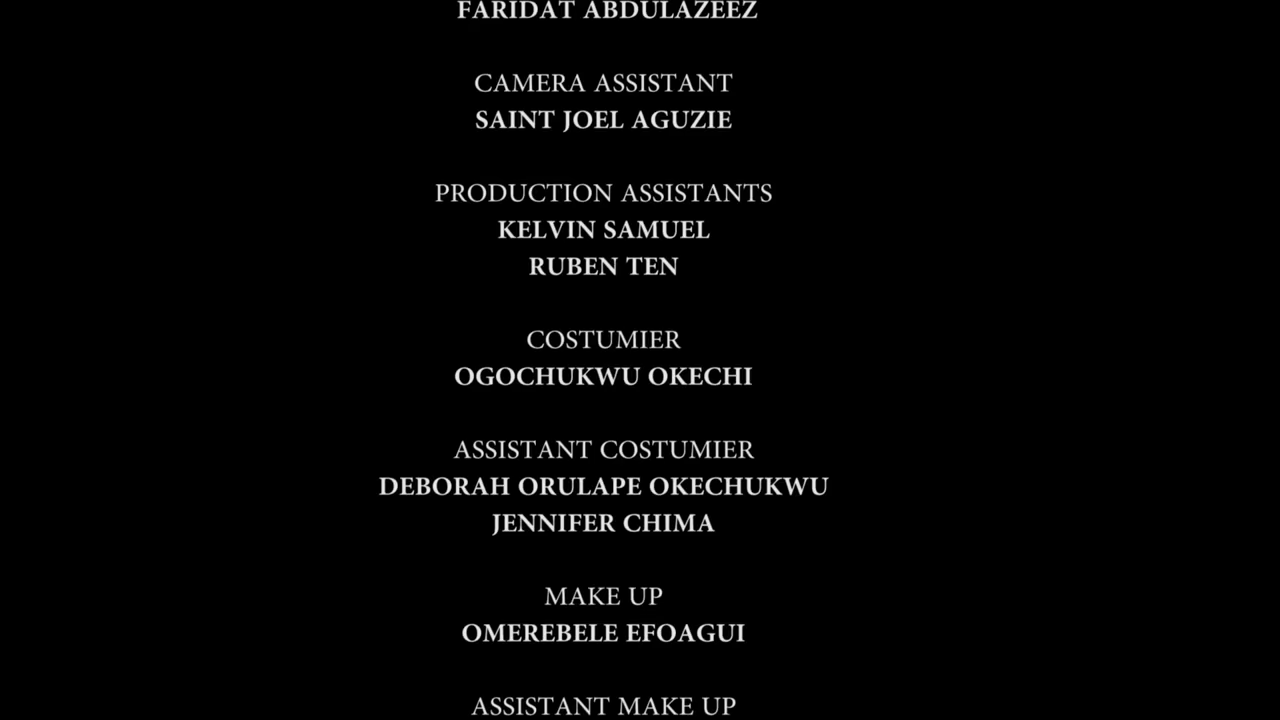 FARIDAT ABDULAZEEZ
CAMERA ASSISTANT
SAINT JOEL AGUZIE
PRODUCTION ASSISTANTS
KELVIN SAMUEL
RUBEN TEN
COSTUMIER
OGOCHUKWU OKECHI
ASSISTANT COSTUMIER
DEBORAH ORULAPE OKECHUKWU
JENNIFER CHIMA
MAKE UP
OMEREBELE EFOAGUI
ASSISTANT MAKE UP